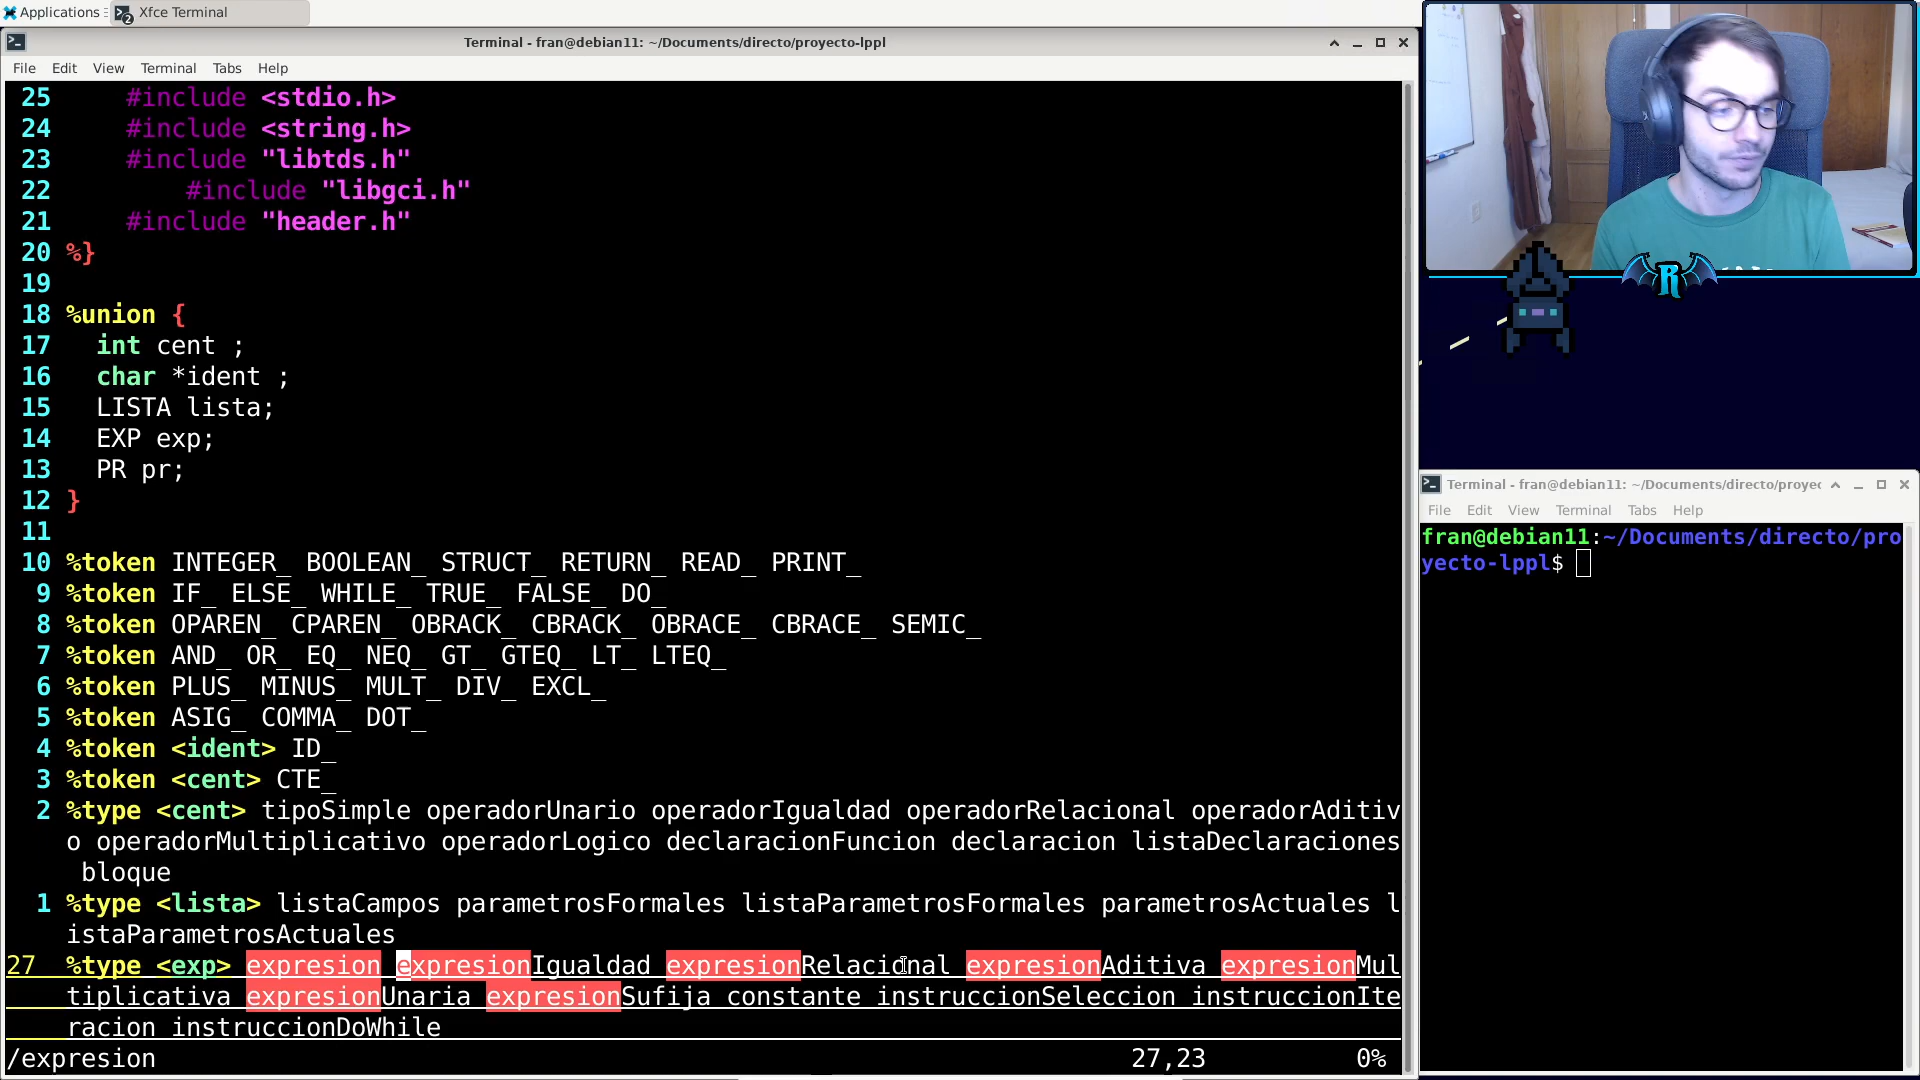 Applications
Xfce Terminal
Terminal - fran@debian11: ~/Documents/directo/proyecto-lppl
File Edit View Terminal Tabs Help
25 #include <stdio.h>
24 #include <string.h>
23 #include "libtds.h"
22 #include "libgci.h"
21 #include "header.h"
20 %}
19
18 %union {
17 int cent ;
16 char *ident ;
15 LISTA lista;
14 EXP exp;
13 PR pr;
12 }
11
10 %token INTEGER_ BOOLEAN_ STRUCT_ RETURN_ READ_ PRINT_
9 %token IF_ ELSE_ WHILE_ TRUE_ FALSE_ DO_
8 %token OPAREN_ CPAREN_ OBRACK_ CBRACK_ OBRACE_ CBRACE_ SEMIC_
7 %token AND_ OR_ EQ_ NEQ_ GT_ GTEQ_ LT_ LTEQ_
6 %token PLUS_ MINUS_ MULT_ DIV_ EXCL_
5 %token ASIG_ COMMA_ DOT_
4 %token <ident> ID_
3 %token <cent> CTE_
2 %type <cent> tipoSimple operadorUnario operadorIgualdad operadorRelacional operadorAditiv
o operadorMultiplicativo operadorLogico declaracionFuncion declaracion listaDeclaraciones
bloque
1 %type <lista> listaCampos parametrosFormales listaParametrosFormales parametrosActuales l
istaParametrosActuales
27 %type <exp> expresion expresionIgualdad expresionRelacional expresionAditiva expresionMul
tiplicativa expresionUnaria expresionSufija constante instruccionSeleccion instruccionIte
racion instruccionDoWhile
/expresion 27,23 0%
R
Terminal - fran@debian11: ~/Documents/directo/proyec
File Edit View Terminal Tabs Help
fran@debian11:~/Documents/directo/pro
yecto-lppl$